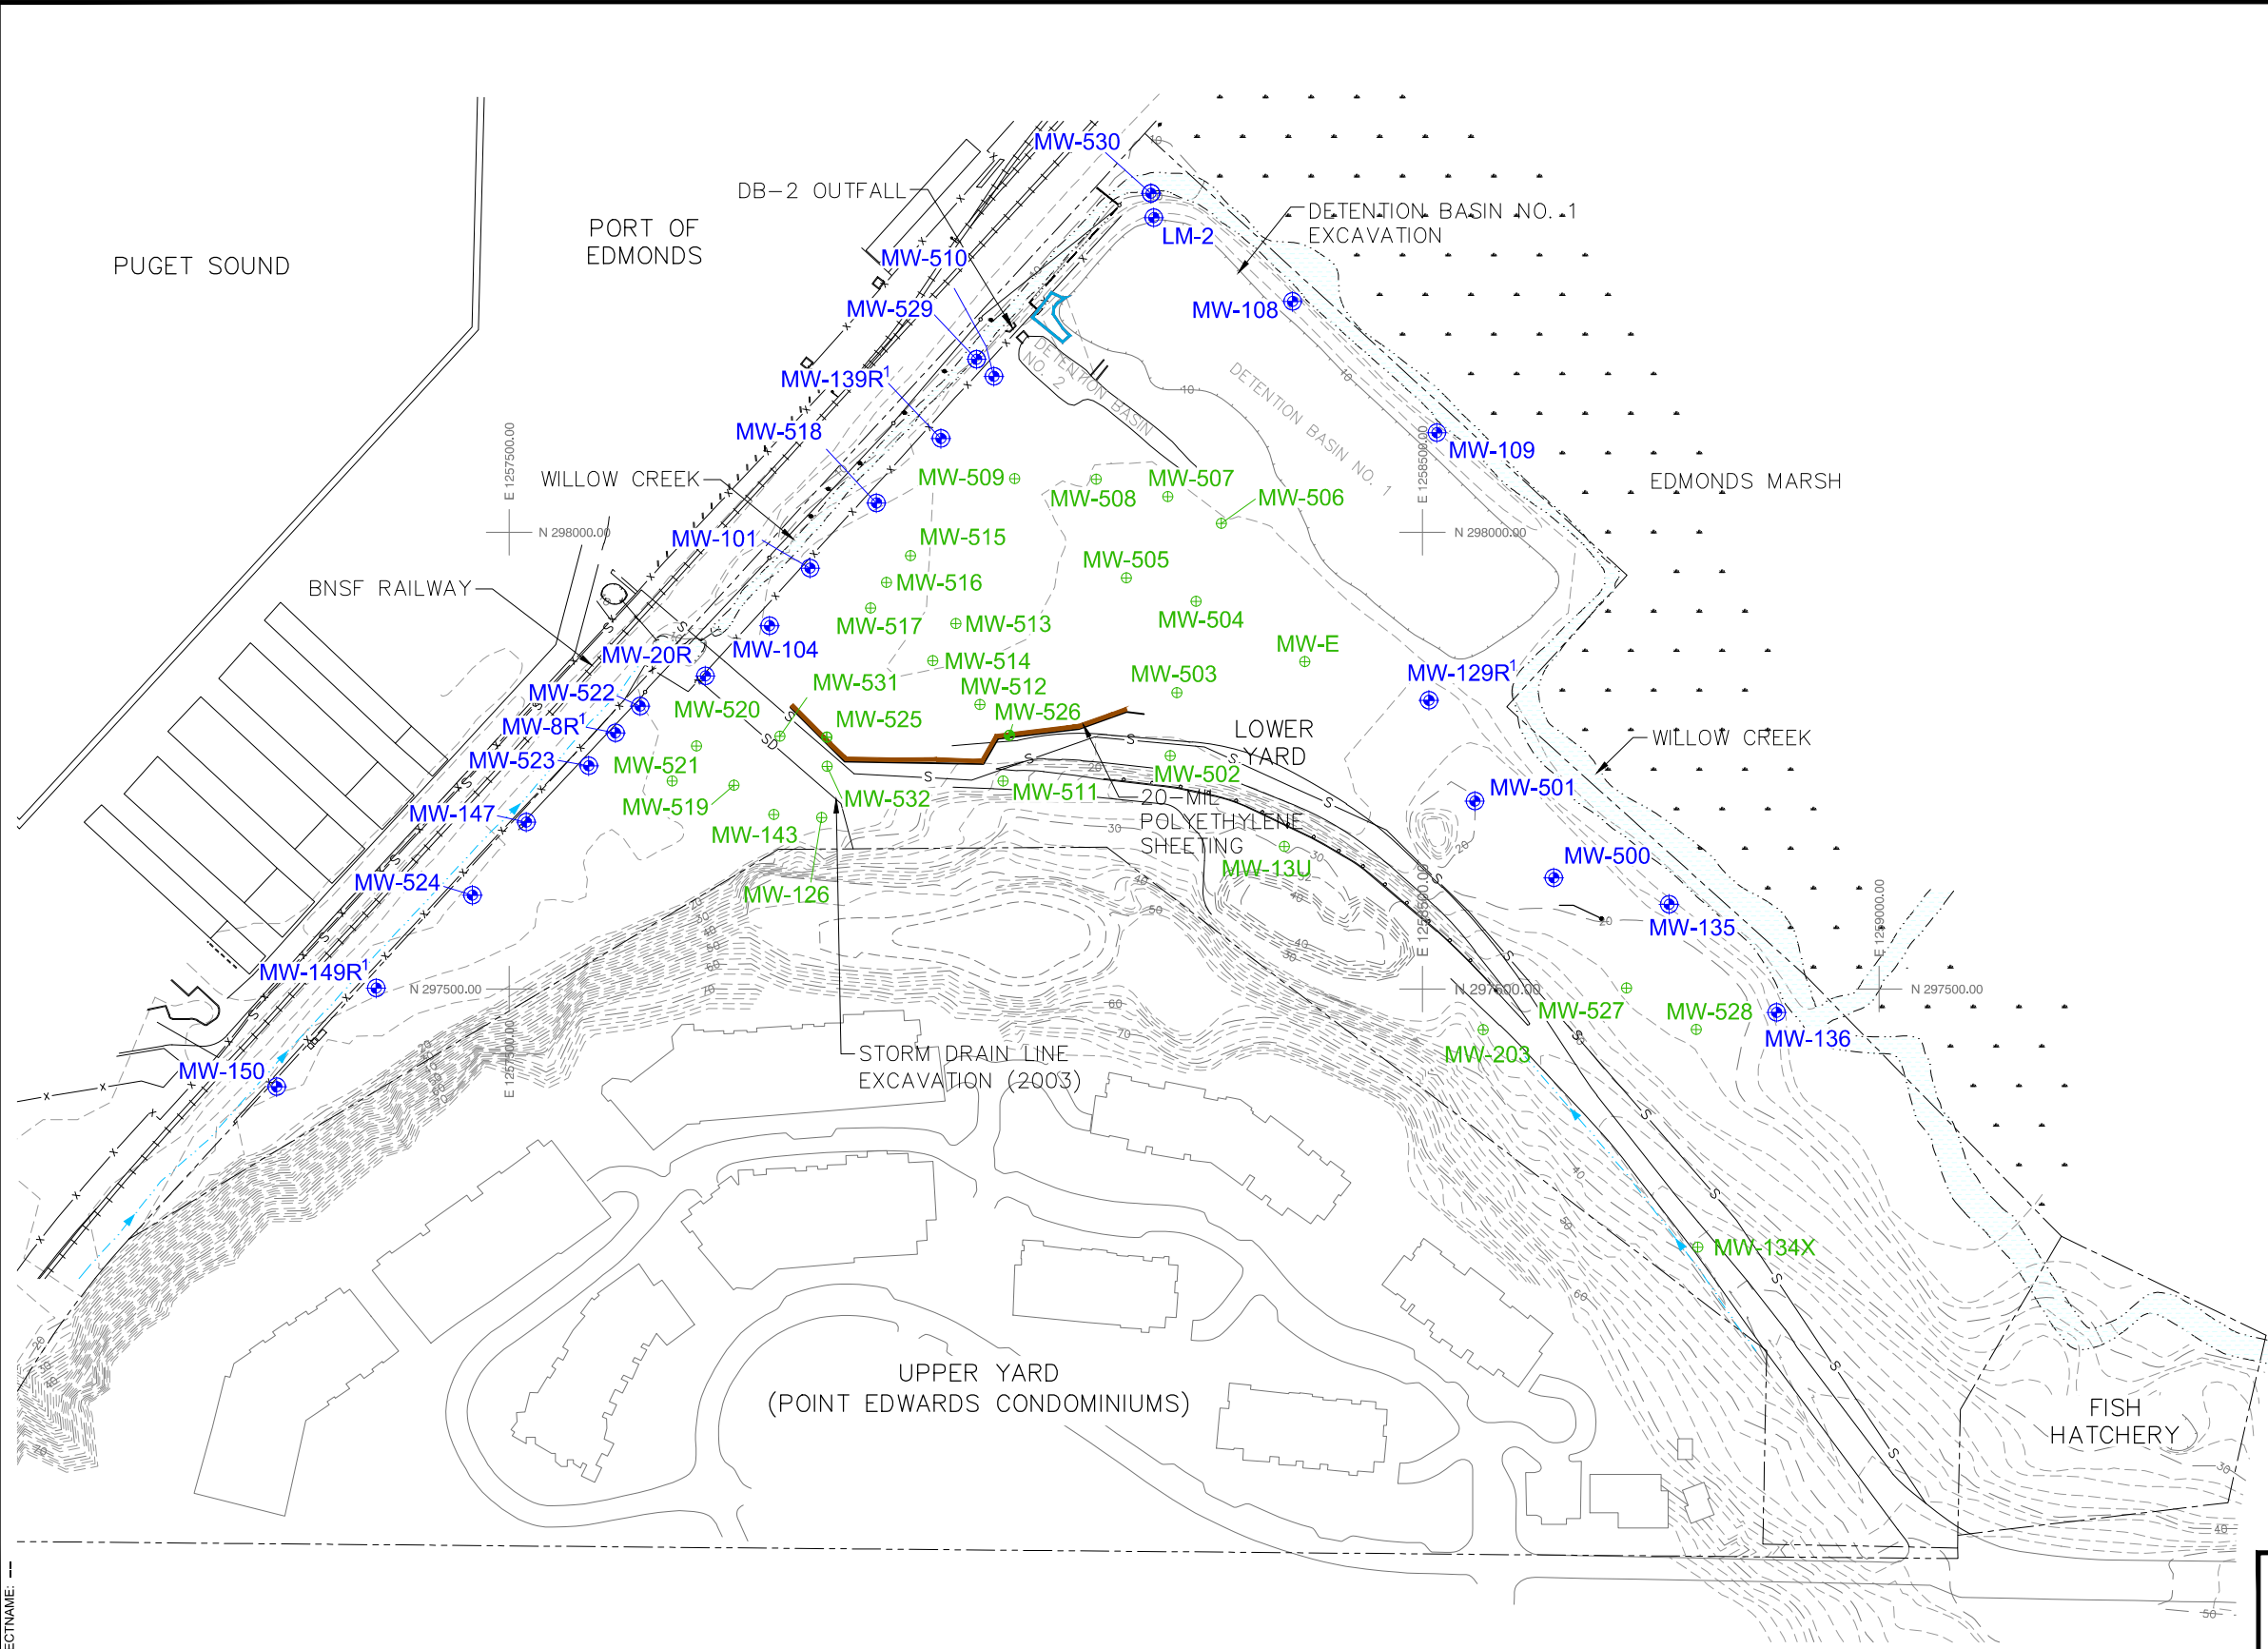 MW-530
DB-2 OUTFALL
DETENTION BASIN NO. 1
EXCAVATION
PORT OF
EDMONDS
LM-2
PUGET SOUND
MW-510
MW-529
MW-108
DETENTION BASIN
NO. 2
DETENTION BASIN NO. 1
MW-139R1
MW-518
MW-109
E 1257500.00
E 1258500.00
WILLOW CREEK
MW-509
MW-508
MW-507
MW-506
EDMONDS MARSH
N 298000.00
N 298000.00
MW-101
MW-515
MW-505
BNSF RAILWAY
MW-516
MW-517
MW-513
MW-504
MW-20R
MW-104
MW-514
MW-E
MW-531
MW-503
MW-129R1
MW-522
MW-512
MW-520
MW-526
MW-8R1
MW-525
LOWER
YARD
WILLOW CREEK
SD
MW-523
MW-521
MW-502
MW-501
MW-519
MW-532
MW-511
20-MIL
POLYETHYLENE
SHEETING
MW-147
MW-143
MW-13U
MW-500
MW-524
MW-126
E 1258500.00
E 1259000.00
MW-135
MW-149R1
N 297500.00
N 297500.00
N 297500.00
MW-527
MW-528
E 1257500.00
MW-136
MW-203
STORM DRAIN LINE
EXCAVATION (2003)
MW-150
MW-134X
UPPER YARD
(POINT EDWARDS CONDOMINIUMS)
FISH
HATCHERY
ECTNAME: --